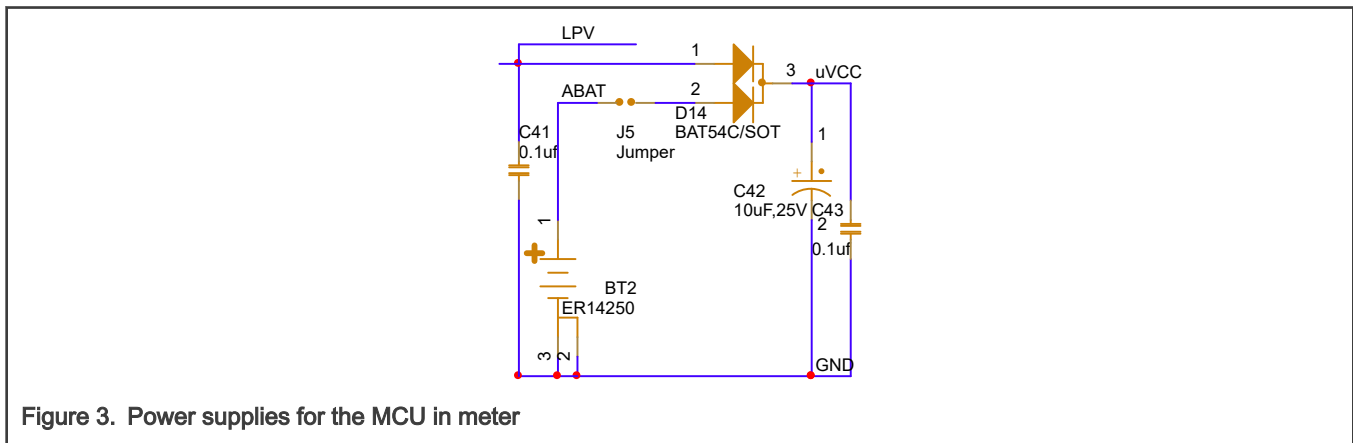 LPV
1
3
uVCC
ABAT
2
D14
BAT54C/SOT
C41
0.1uf
J5
Jumper
1
+
C42
10uF,25V
C43
2
0.1uf
1
+
BT2
ER14250
3
2
GND
Figure 3. Power supplies for the MCU in meter